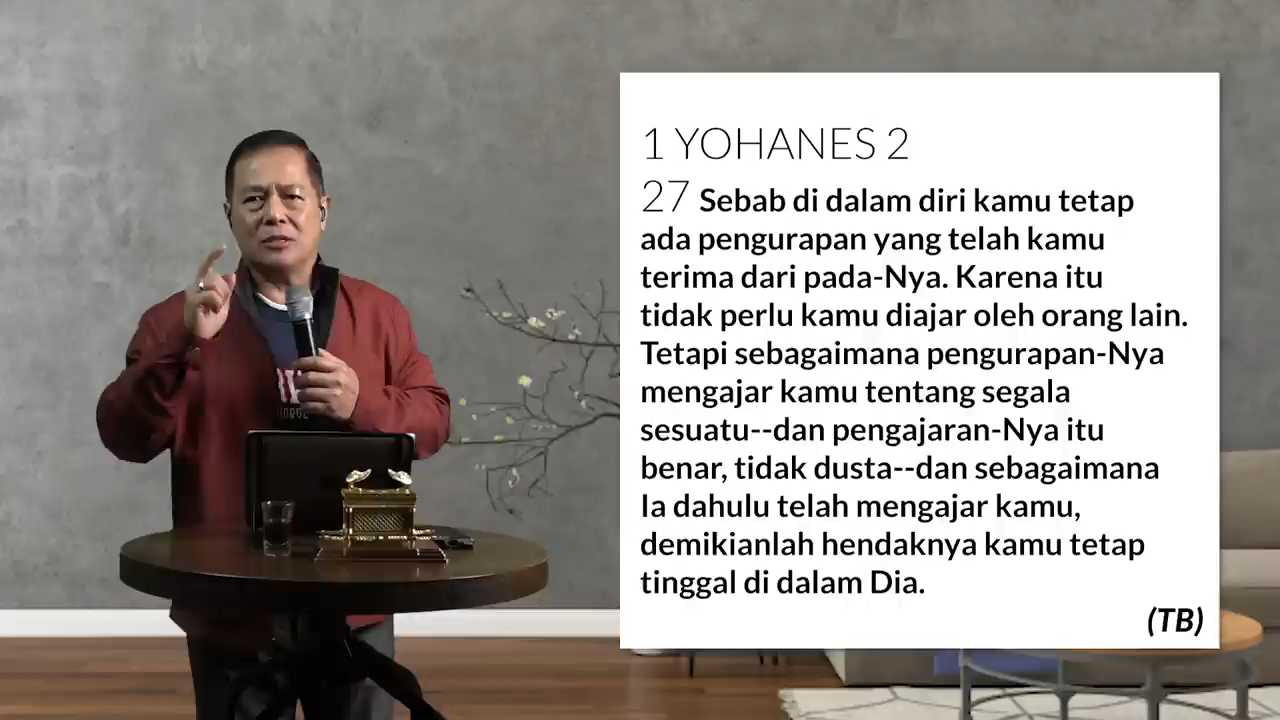 1 YOHANES 2
27 Sebab di dalam diri kamu tetap
ada pengurapan yang telah kamu
terima dari pada-Nya. Karena itu
tidak perlu kamu diajar oleh orang lain.
Tetapi sebagaimana pengurapan-Nya
mengajar kamu tentang segala
sesuatu--dan pengajaran-Nya itu
benar, tidak dusta--dan sebagaimana
Ia dahulu telah mengajar kamu,
demikianlah hendaknya kamu tetap
tinggal di dalam Dia.
(TB)